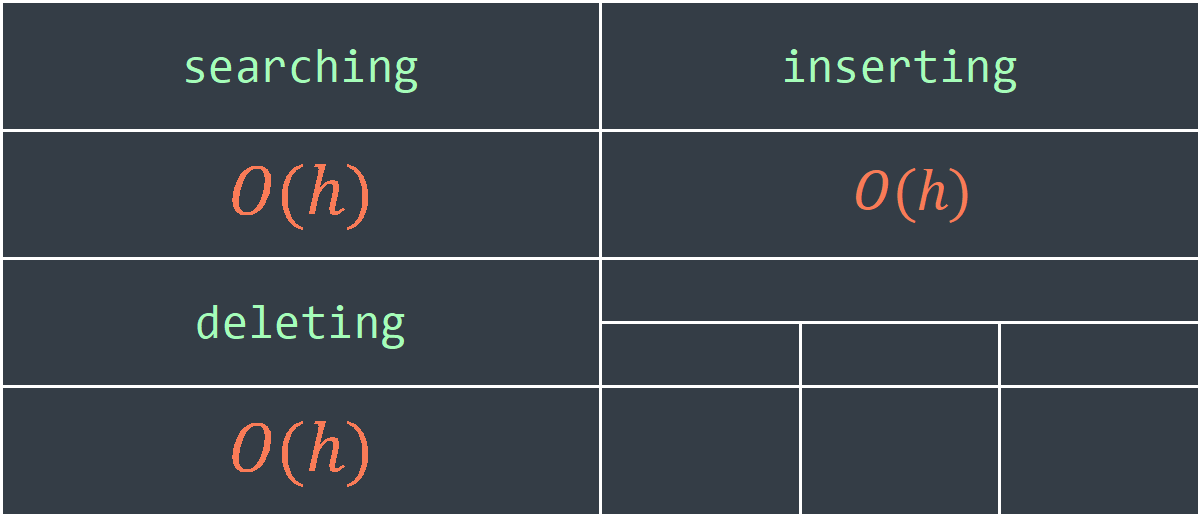 searching
inserting
O(h)
O(h)
deleting
O(h)